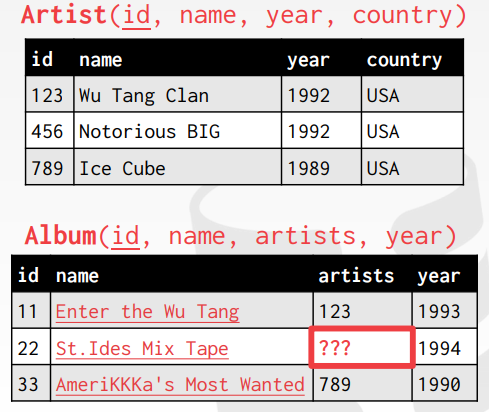 Artist(id, name, year, country)
id name year country
123 Wu Tang Clan 1992 USA
456 Notorious BIG 1992 USA
789 Ice Cube 1989 USA
Album(id, name, artists, year)
id name artists year
11 Enter the Wu Tang 123 1993
22 St.Ides Mix Tape ??? 1994
33 AmeriKKKa's Most Wanted 789 1990